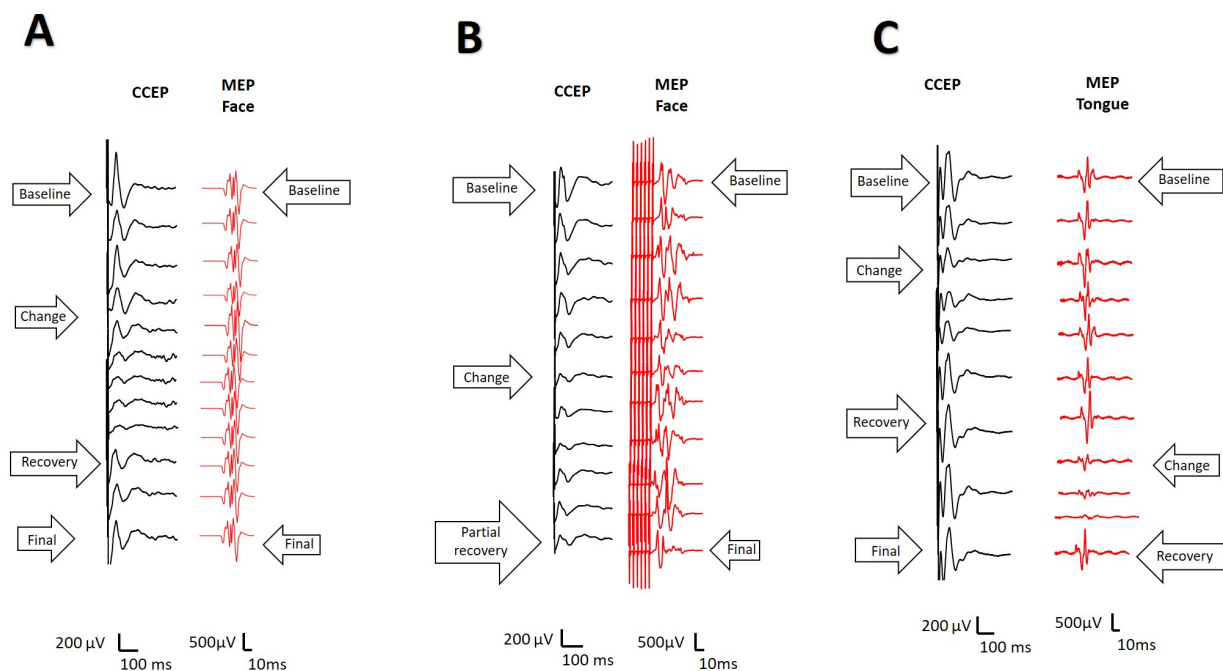 A
CCEP
MEP
Face
Baseline
Baseline
Change
Recovery
Final
Final
200 µV
100 ms
500µV
10ms
B
CCEP
MEP
Face
Baseline
Baseline
Change
Partial
recovery
Final
200 µV
100 ms
500µV
10ms
C
CCEP
MEP
Tongue
Baseline
Baseline
Change
Recovery
Change
Final
Recovery
200 µV
100 ms
500µV
10ms